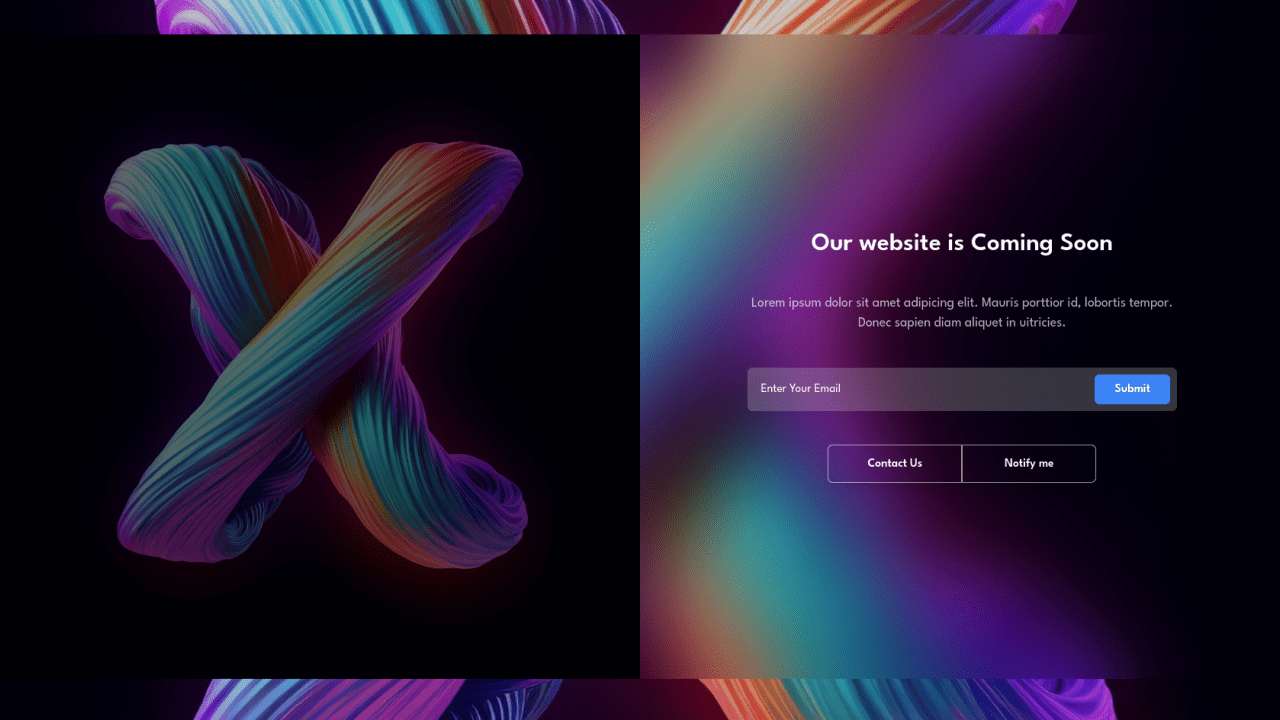 Our website is Coming Soon
Lorem ipsum dolor sit amet adipicing elit. Mauris porttior id, lobortis tempor.
Donec sapien diam aliquet in uitricies.
Enter Your Email
Submit
Contact Us
Notify me